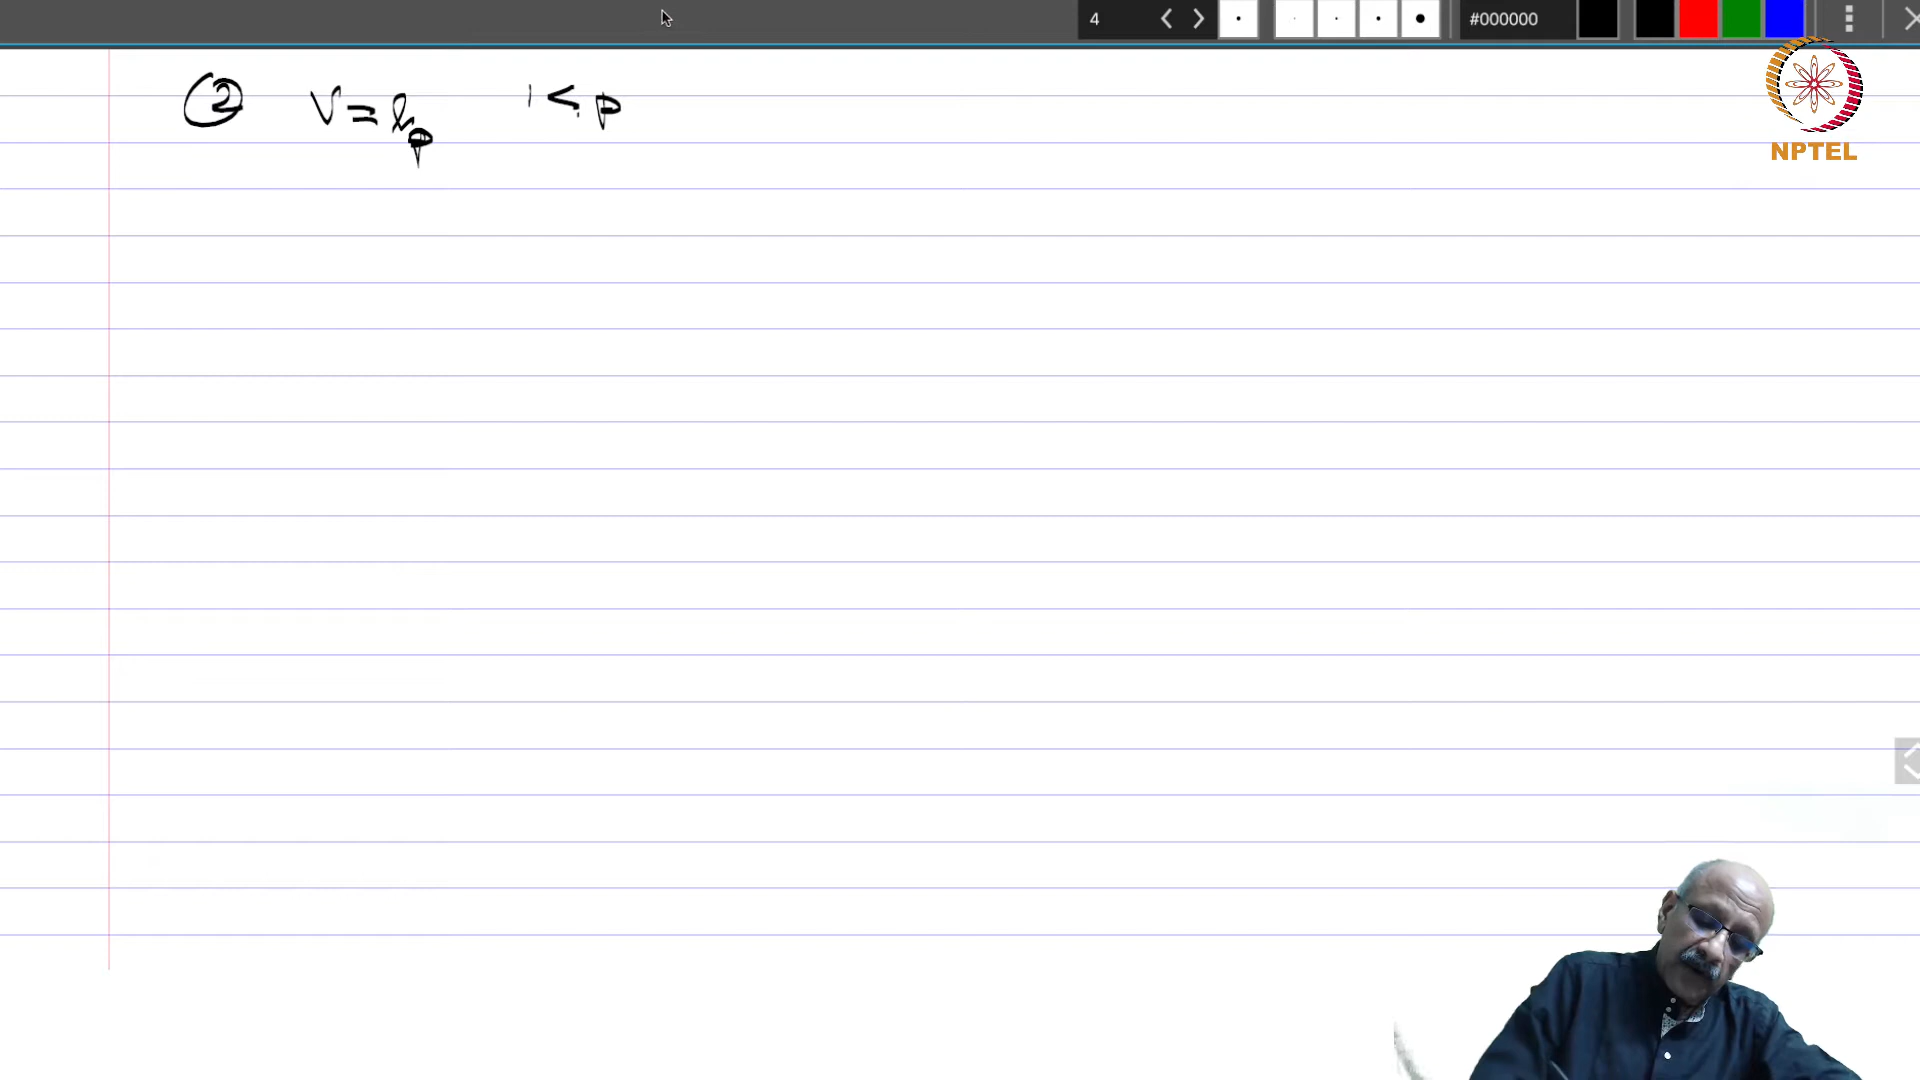 4 #000000
② V = l_p 1 < p
NPTEL